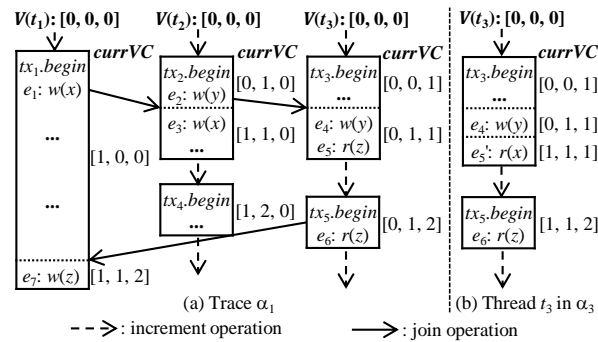 V(t₁): [0, 0, 0]
V(t₂): [0, 0, 0]
V(t₃): [0, 0, 0]
V(t₃): [0, 0, 0]
currVC
currVC
currVC
currVC
tx₁.begin
e₁: w(x)
...
...
...
e₇: w(z)
[1, 0, 0]
[1, 1, 2]
tx₂.begin
e₂: w(y)
e₃: w(x)
...
[0, 1, 0]
[1, 1, 0]
tx₄.begin
...
[1, 2, 0]
tx₃.begin
...
e₄: w(y)
e₅: r(z)
[0, 0, 1]
[0, 1, 1]
tx₅.begin
e₆: r(z)
[0, 1, 2]
tx₃.begin
...
e₄: w(y)
e₅': r(x)
[0, 0, 1]
[0, 1, 1]
[1, 1, 1]
tx₅.begin
e₆: r(z)
[1, 1, 2]
(a) Trace α₁
(b) Thread t₃ in α₃
: increment operation
: join operation